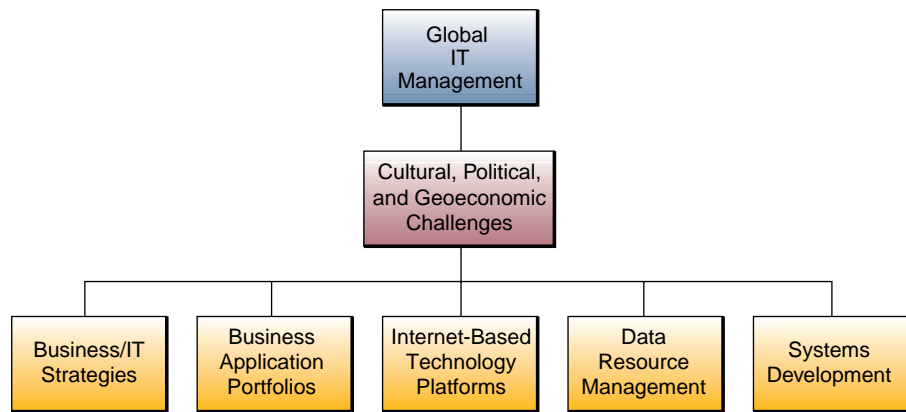 Global
IT
Management
Cultural, Political,
and Geoeconomic
Challenges
Business/IT
Strategies
Business
Application
Portfolios
Internet-Based
Technology
Platforms
Data
Resource
Management
Systems
Development